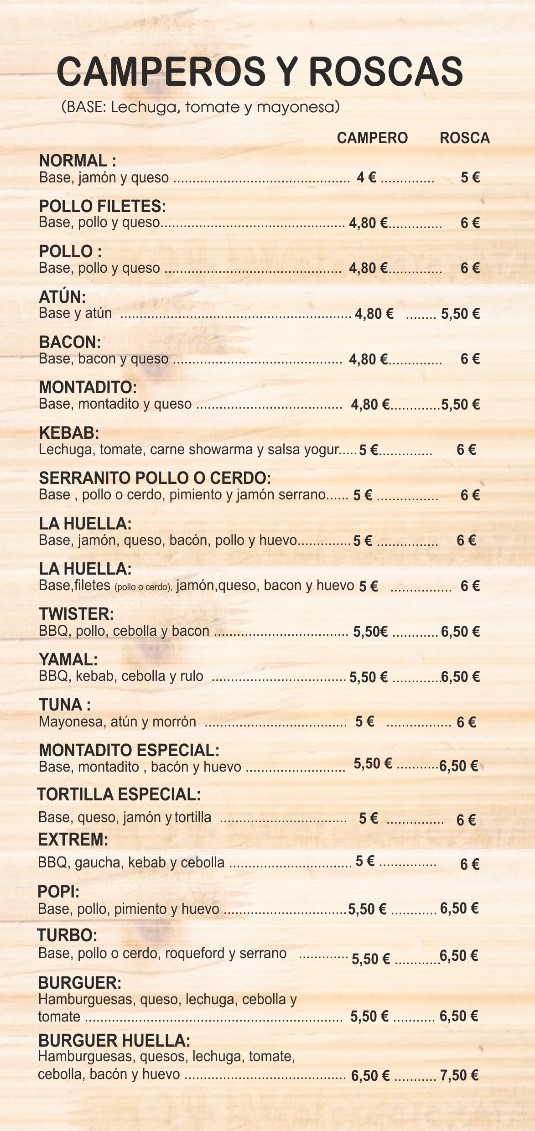 CAMPEROS Y ROSCAS
(BASE: Lechuga, tomate y mayonesa)
CAMPERO ROSCA
NORMAL :
Base, jamón y queso ........................................ 4 € ............. 5 €
POLLO FILETES:
Base, pollo y queso.......................................... 4,80 €............. 6 €
POLLO :
Base, pollo y queso ......................................... 4,80 €............. 6 €
ATÚN:
Base y atún .................................................... 4,80 € ........ 5,50 €
BACON:
Base, bacon y queso ....................................... 4,80 €............. 6 €
MONTADITO:
Base, montadito y queso ................................. 4,80 €............5,50 €
KEBAB:
Lechuga, tomate, carne showarma y salsa yogur..... 5 €............. 6 €
SERRANITO POLLO O CERDO:
Base , pollo o cerdo, pimiento y jamón serrano...... 5 € ............... 6 €
LA HUELLA:
Base, jamón, queso, bacón, pollo y huevo............. 5 € ............... 6 €
LA HUELLA:
Base,filetes (pollo o cerdo), jamón,queso, bacon y huevo 5 € ............... 6 €
TWISTER:
BBQ, pollo, cebolla y bacon ............................... 5,50€ ............ 6,50 €
YAMAL:
BBQ, kebab, cebolla y rulo ................................ 5,50 € ............6,50 €
TUNA :
Mayonesa, atún y morrón .................................. 5 € ................ 6 €
MONTADITO ESPECIAL:
Base, montadito , bacón y huevo ........................ 5,50 € ..........6,50 €
TORTILLA ESPECIAL:
Base, queso, jamón y tortilla .............................. 5 € .............. 6 €
EXTREM:
BBQ, gaucha, kebab y cebolla ............................ 5 € .............. 6 €
POPI:
Base, pollo, pimiento y huevo .............................5,50 € ........... 6,50 €
TURBO:
Base, pollo o cerdo, roqueford y serrano ............ 5,50 € ...........6,50 €
BURGUER:
Hamburguesas, queso, lechuga, cebolla y
tomate ............................................................ 5,50 € .......... 6,50 €
BURGUER HUELLA:
Hamburguesas, quesos, lechuga, tomate,
cebolla, bacón y huevo ...................................... 6,50 € .......... 7,50 €